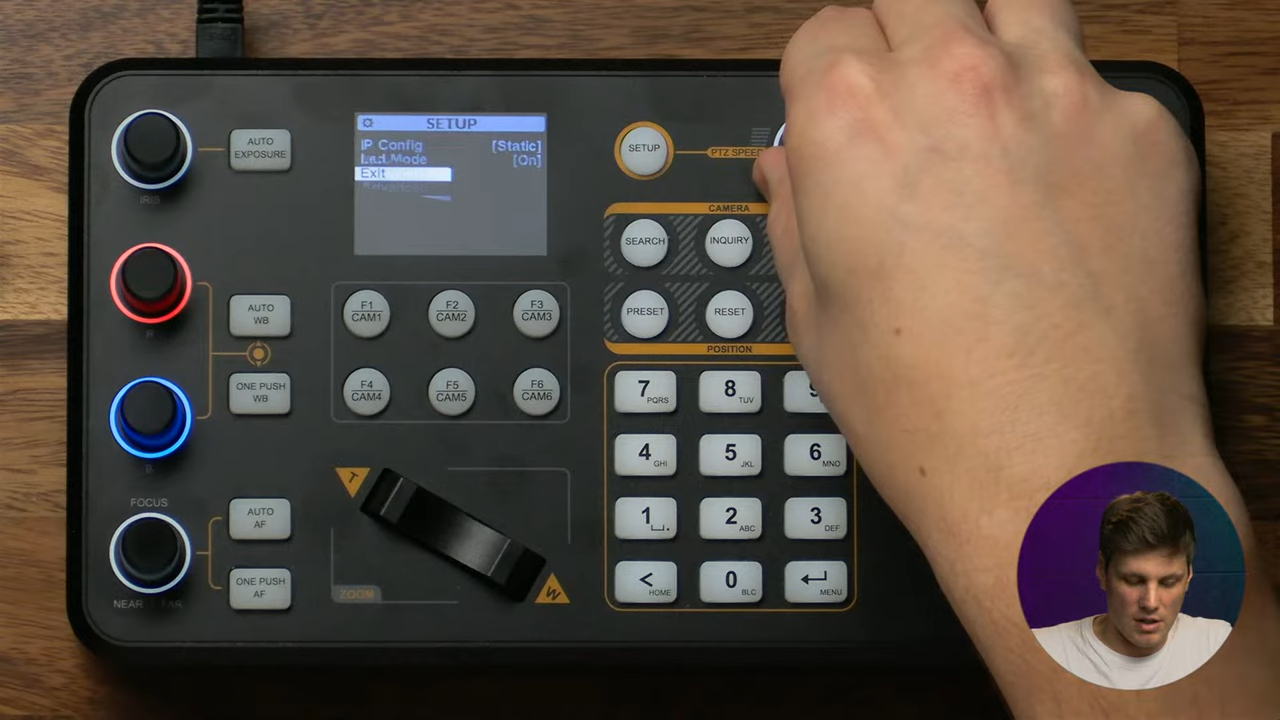 SETUP
IP Config [Static]
Mode [On]
Exit
AUTO
EXPOSURE
IRIS
R
AUTO
WB
ONE PUSH
WB
B
FOCUS
AUTO
AF
ONE PUSH
AF
NEAR FAR
F1
CAM1
F2
CAM2
F3
CAM3
F4
CAM4
F5
CAM5
F6
CAM6
T
W
ZOOM
SETUP
PTZ SPEED
CAMERA
SEARCH
INQUIRY
PRESET
RESET
POSITION
7 PQRS
8 TUV
9
4 GHI
5 JKL
6 MNO
1
2 ABC
3 DEF
< HOME
0 BLC
MENU